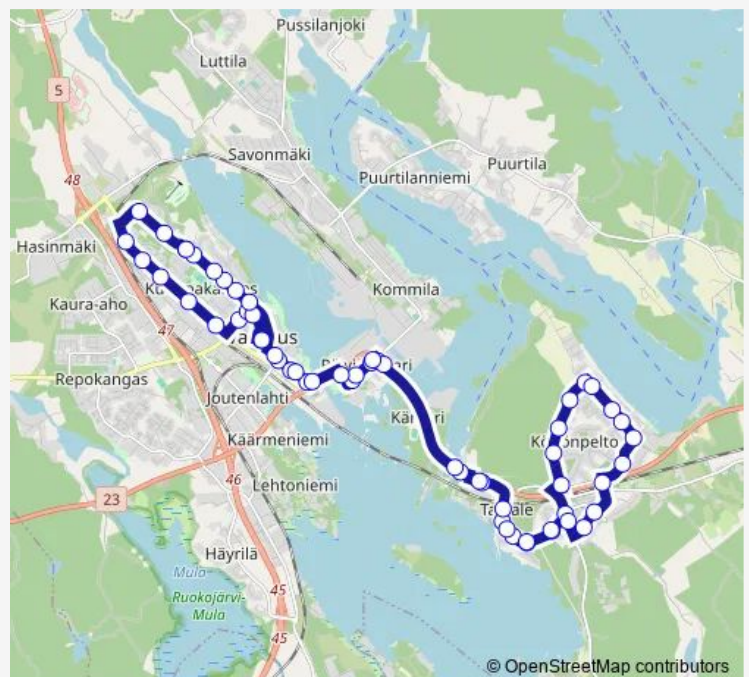 Pussilanjoki
Luttila
5
Savonmäki
Puurtila
Puurtilanniemi
48
Hasinmäki
Kommila
Kaura-aho
47
Repokangas
Joutenlahti
Käärmeniemi
Lehtoniemi
46
23
Häyrilä
Mula
Ruokojärvi-
Mula
45
45
© OpenStreetMap contributors